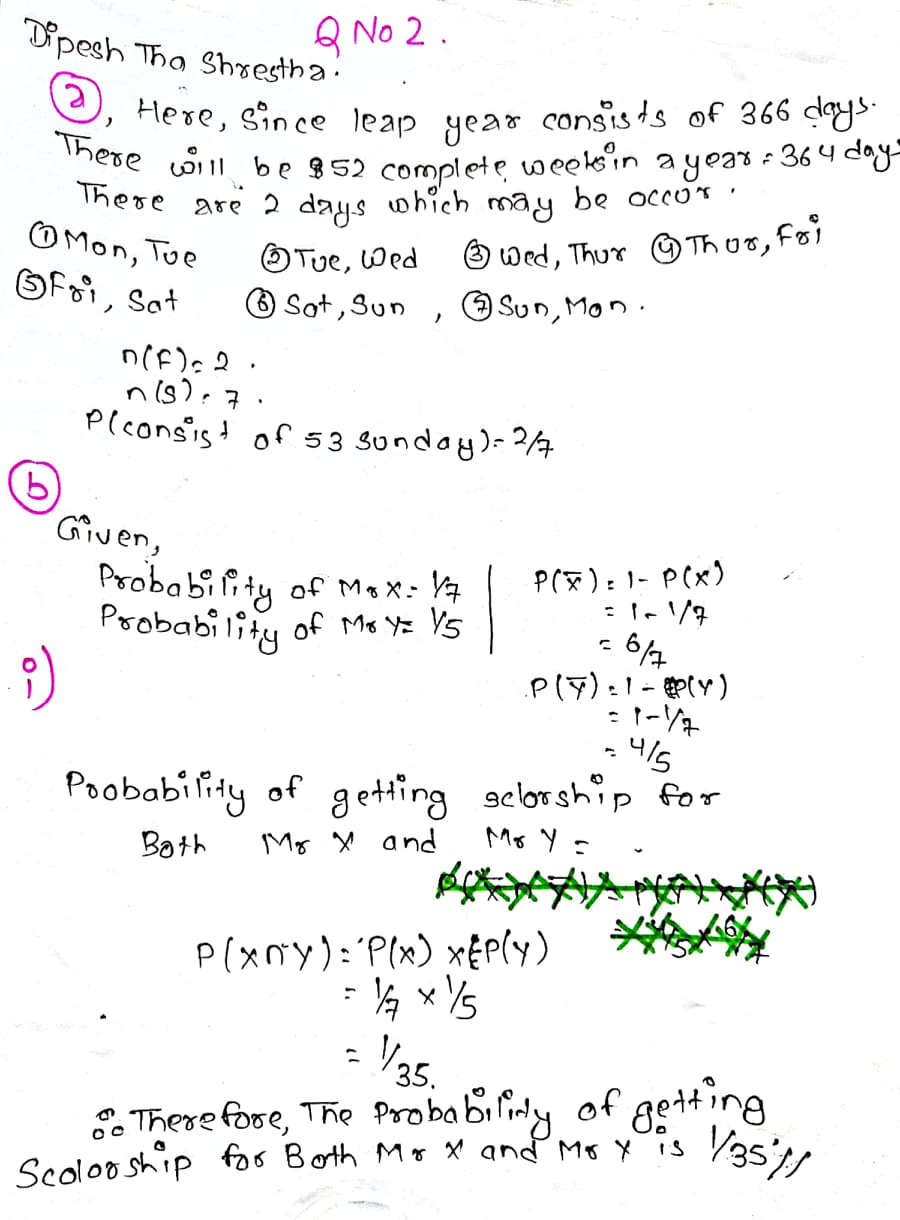 Q No 2.
Dipesh Tha Shrestha.
(a), Here, Since leap year consists of 366 days.
There will be 52 complete weeks in a year = 364 days
There are 2 days which may be occur.
① Mon, Tue ② Tue, Wed ③ Wed, Thur ④ Thur, Fri
⑤ Fri, Sat ⑥ Sat, Sun , ⑦ Sun, Mon.
n(F) = 2 .
n(S) = 7 .
P(consist of 53 Sunday) = 2/7
(b)
Given,
Probability of Mr X = 1/7
Probability of Mr Y = 1/5
P(X̅) = 1 - P(X)
= 1 - 1/7
= 6/7
i)
P(Y̅) = 1 - P(Y)
= 1 - 1/7
= 4/5
Probability of getting sclorship for
Both Mr X and Mr Y =
P(X∩Y) = P(X) x P(Y)
= 1/7 x 1/5
= 1/35.
∴ Therefore, The Probability of getting
Scoloorship for Both Mr X and Mr Y is 1/35 //